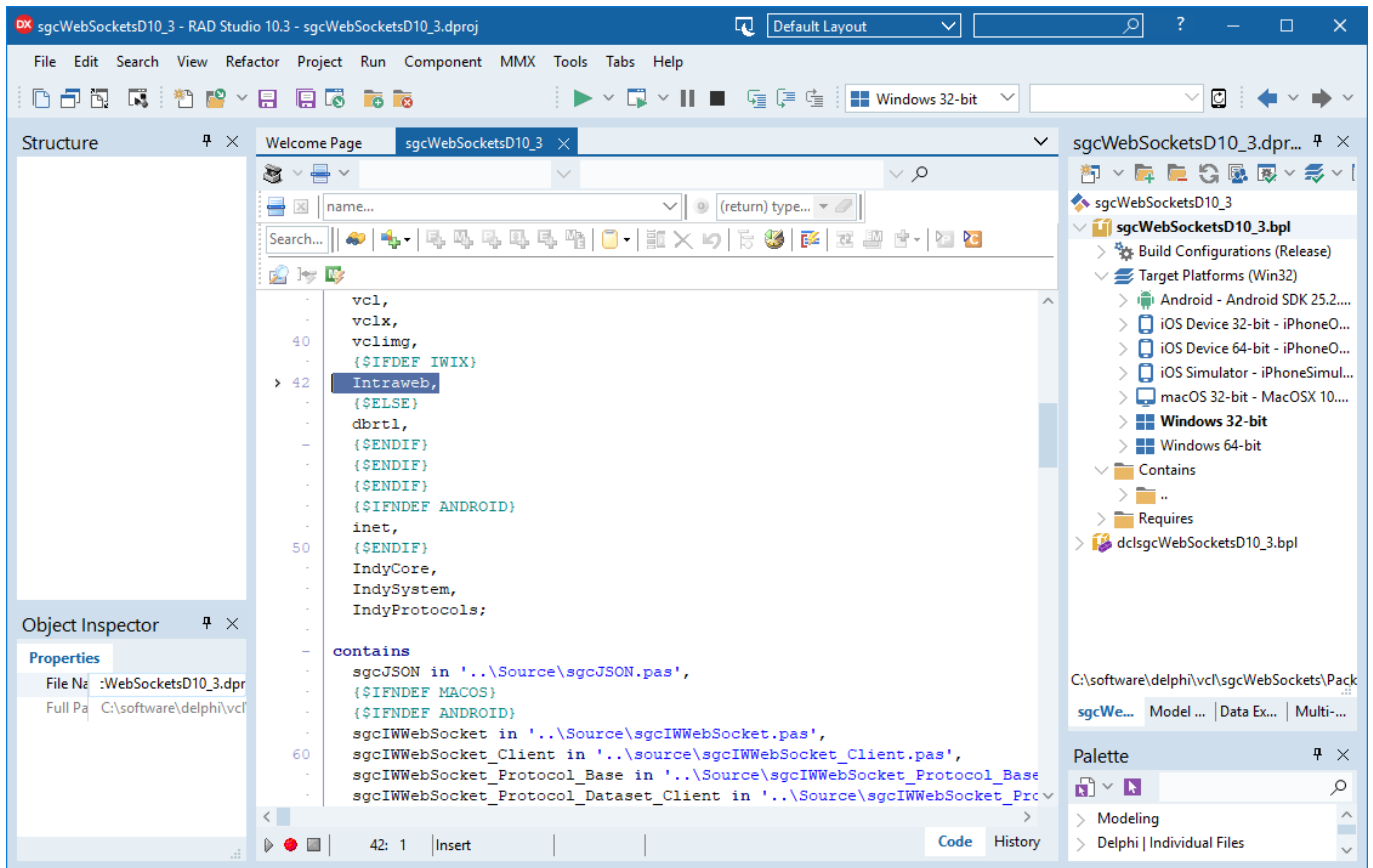 DX sgcWebSocketsD10_3 - RAD Studio 10.3 - sgcWebSocketsD10_3.dproj
Default Layout
?
File Edit Search View Refactor Project Run Component MMX Tools Tabs Help
Windows 32-bit
Structure
Welcome Page
sgcWebSocketsD10_3
name...
(return) type...
Search...
vcl,
vclx,
40 vclimg,
{$IFDEF IWIX}
42 Intraweb,
{$ELSE}
dbrtl,
{$ENDIF}
{$ENDIF}
{$ENDIF}
{$IFNDEF ANDROID}
inet,
50 {$ENDIF}
IndyCore,
IndySystem,
IndyProtocols;
contains
sgcJSON in '..\Source\sgcJSON.pas',
{$IFNDEF MACOS}
{$IFNDEF ANDROID}
sgcIWWebSocket in '..\Source\sgcIWWebSocket.pas',
60 sgcIWWebSocket_Client in '..\source\sgcIWWebSocket_Client.pas',
sgcIWWebSocket_Protocol_Base in '..\Source\sgcIWWebSocket_Protocol_Base
sgcIWWebSocket_Protocol_Dataset_Client in '..\Source\sgcIWWebSocket_Pro
42: 1 Insert
Code History
Object Inspector
Properties
File Na :WebSocketsD10_3.dpr
Full Pa C:\software\delphi\vcl
sgcWebSocketsD10_3.dpr...
sgcWebSocketsD10_3
sgcWebSocketsD10_3.bpl
Build Configurations (Release)
Target Platforms (Win32)
Android - Android SDK 25.2....
iOS Device 32-bit - iPhoneO...
iOS Device 64-bit - iPhoneO...
iOS Simulator - iPhoneSimul...
macOS 32-bit - MacOSX 10....
Windows 32-bit
Windows 64-bit
Contains
..
Requires
dclsgcWebSocketsD10_3.bpl
C:\software\delphi\vcl\sgcWebSockets\Pack
sgcWe... Model ... Data Ex... Multi-...
Palette
Modeling
Delphi | Individual Files